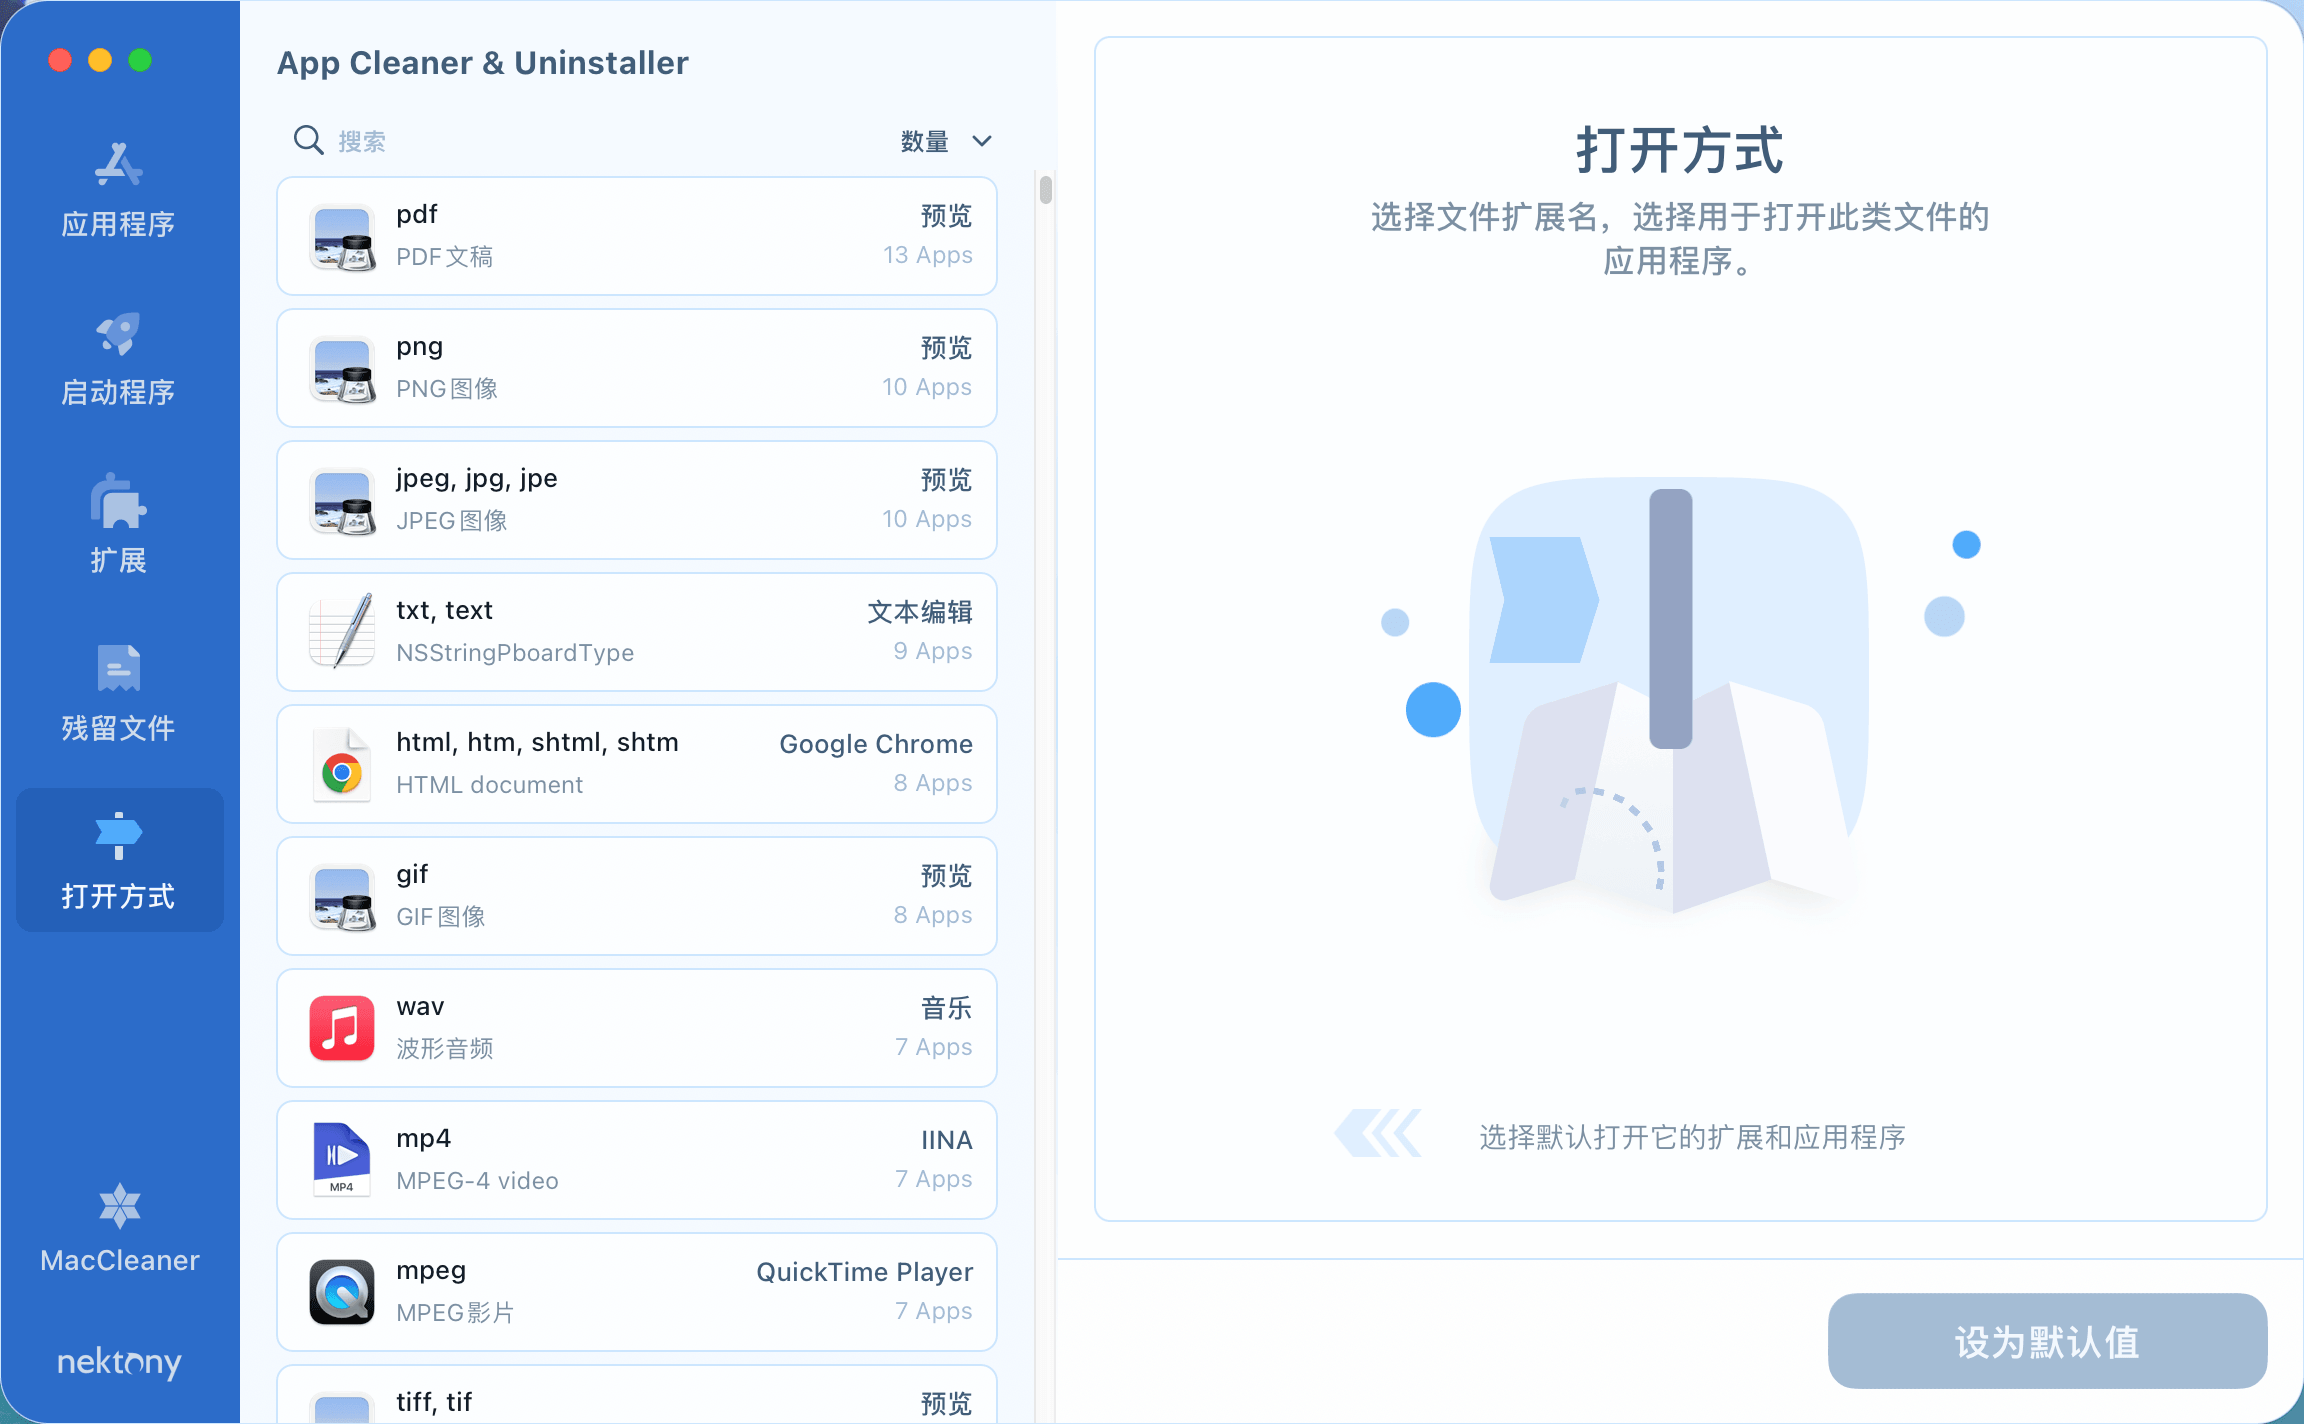 App Cleaner & Uninstaller
搜索
数量
应用程序
启动程序
扩展
残留文件
打开方式
MacCleaner
nektony
pdf
预览
PDF文稿
13 Apps
png
预览
PNG图像
10 Apps
jpeg, jpg, jpe
预览
JPEG图像
10 Apps
txt, text
文本编辑
NSStringPboardType
9 Apps
html, htm, shtml, shtm
Google Chrome
HTML document
8 Apps
gif
预览
GIF图像
8 Apps
wav
音乐
波形音频
7 Apps
mp4
IINA
MPEG-4 video
7 Apps
MP4
mpeg
QuickTime Player
MPEG影片
7 Apps
tiff, tif
预览
打开方式
选择文件扩展名，选择用于打开此类文件的
应用程序。
选择默认打开它的扩展和应用程序
设为默认值